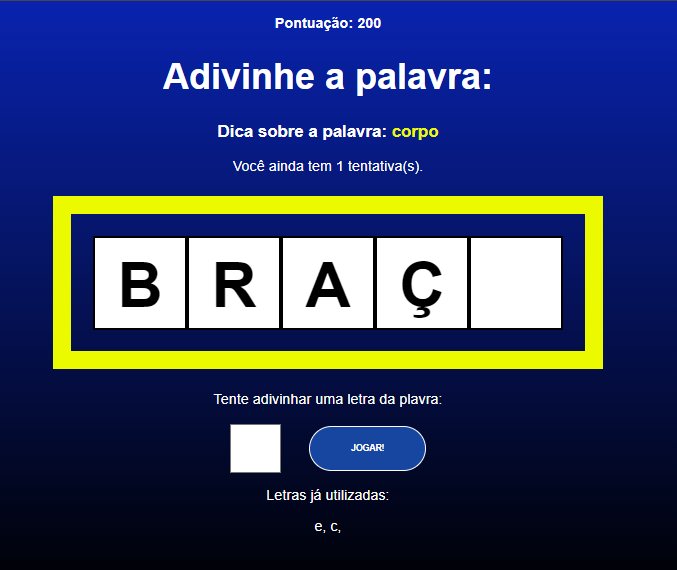 Pontuação: 200
Adivinhe a palavra:
Dica sobre a palavra: corpo
Você ainda tem 1 tentativa(s).
B R A Ç
Tente adivinhar uma letra da plavra:
JOGAR!
Letras já utilizadas:
e, c,